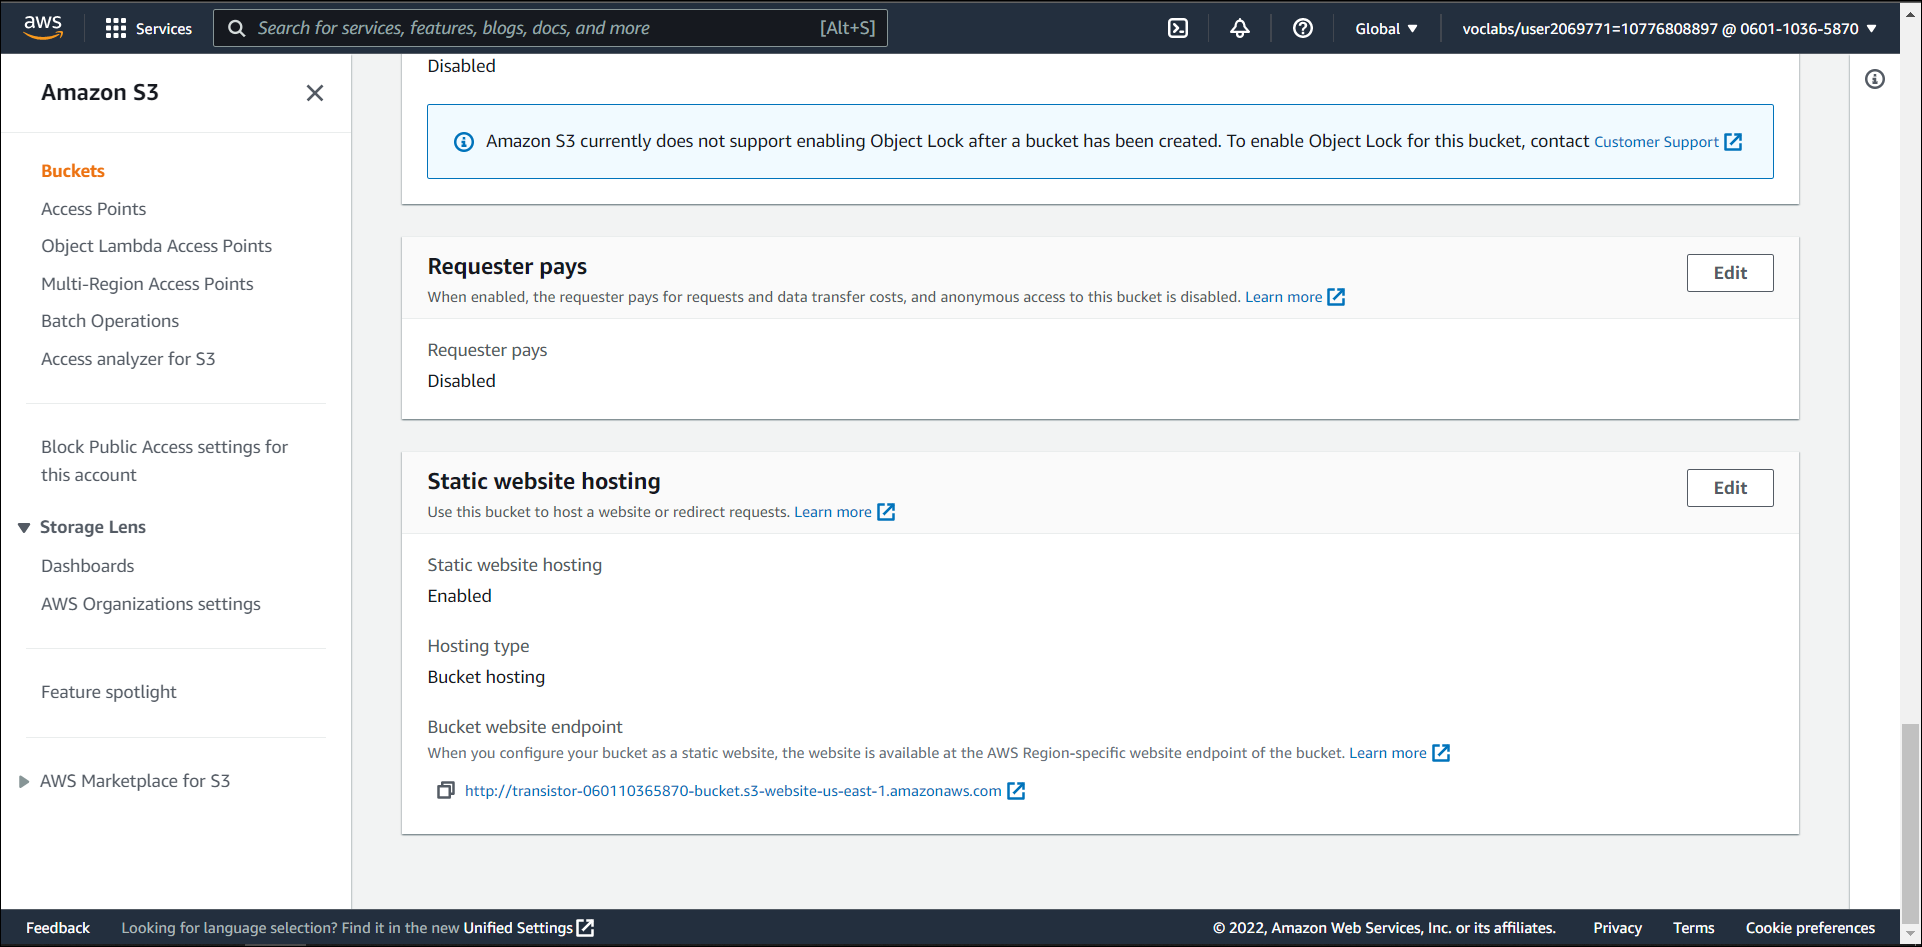 aws
Services
Search for services, features, blogs, docs, and more
[Alt+S]
Global
voclabs/user2069771=10776808897 @ 0601-1036-5870
Amazon S3
Buckets
Access Points
Object Lambda Access Points
Multi-Region Access Points
Batch Operations
Access analyzer for S3
Block Public Access settings for
this account
Storage Lens
Dashboards
AWS Organizations settings
Feature spotlight
AWS Marketplace for S3
Disabled
Amazon S3 currently does not support enabling Object Lock after a bucket has been created. To enable Object Lock for this bucket, contact Customer Support
Requester pays
Edit
When enabled, the requester pays for requests and data transfer costs, and anonymous access to this bucket is disabled. Learn more
Requester pays
Disabled
Static website hosting
Edit
Use this bucket to host a website or redirect requests. Learn more
Static website hosting
Enabled
Hosting type
Bucket hosting
Bucket website endpoint
When you configure your bucket as a static website, the website is available at the AWS Region-specific website endpoint of the bucket. Learn more
http://transistor-060110365870-bucket.s3-website-us-east-1.amazonaws.com
Feedback
Looking for language selection? Find it in the new Unified Settings
© 2022, Amazon Web Services, Inc. or its affiliates.
Privacy
Terms
Cookie preferences